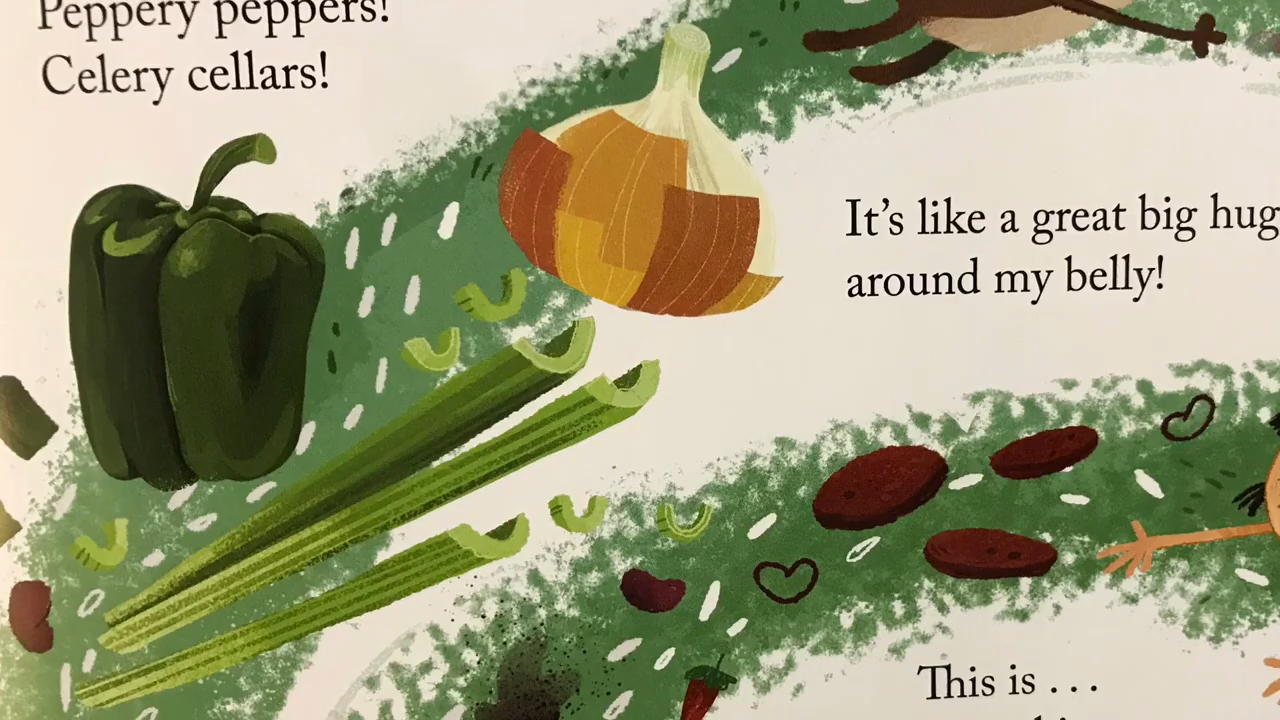 Peppery peppers!
Celery cellars!
It's like a great big hug
around my belly!
This is . . .